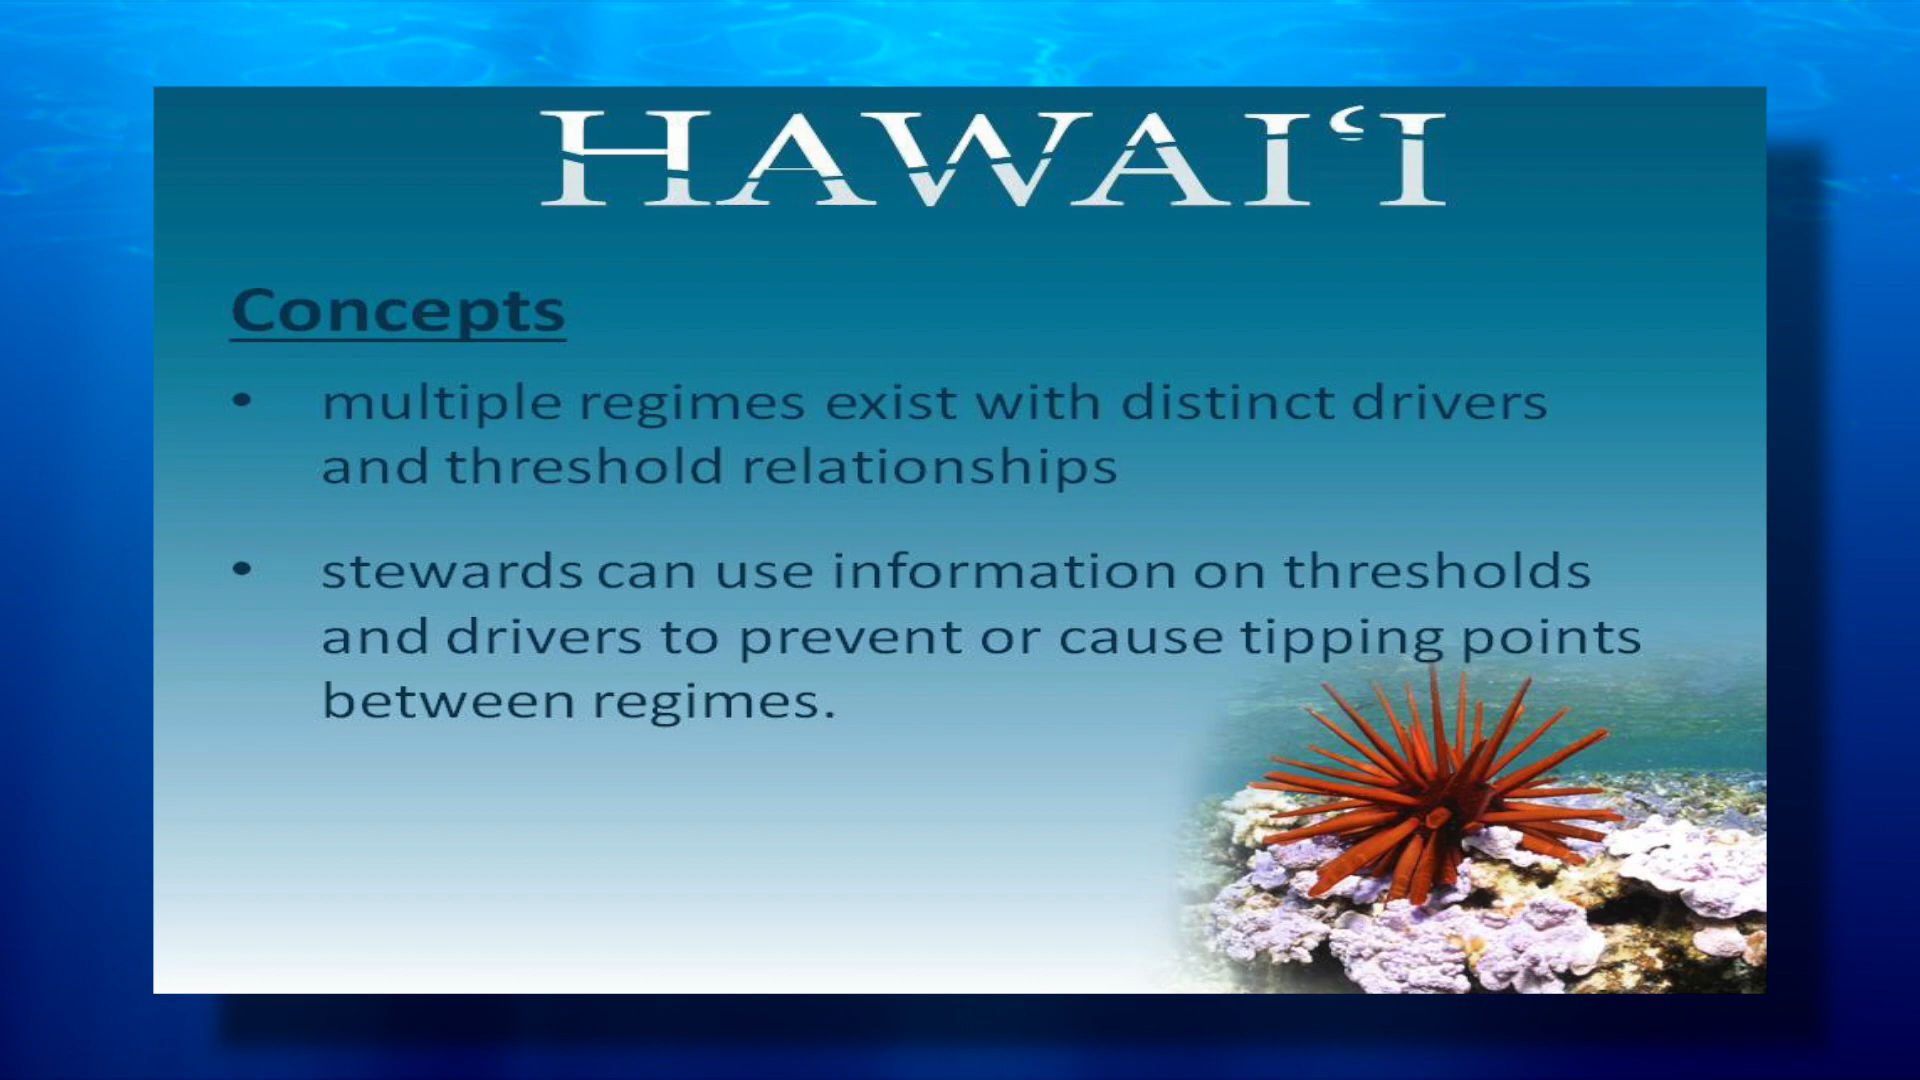 HAWAIʻI
Concepts
• multiple regimes exist with distinct drivers
and threshold relationships
• stewards can use information on thresholds
and drivers to prevent or cause tipping points
between regimes.